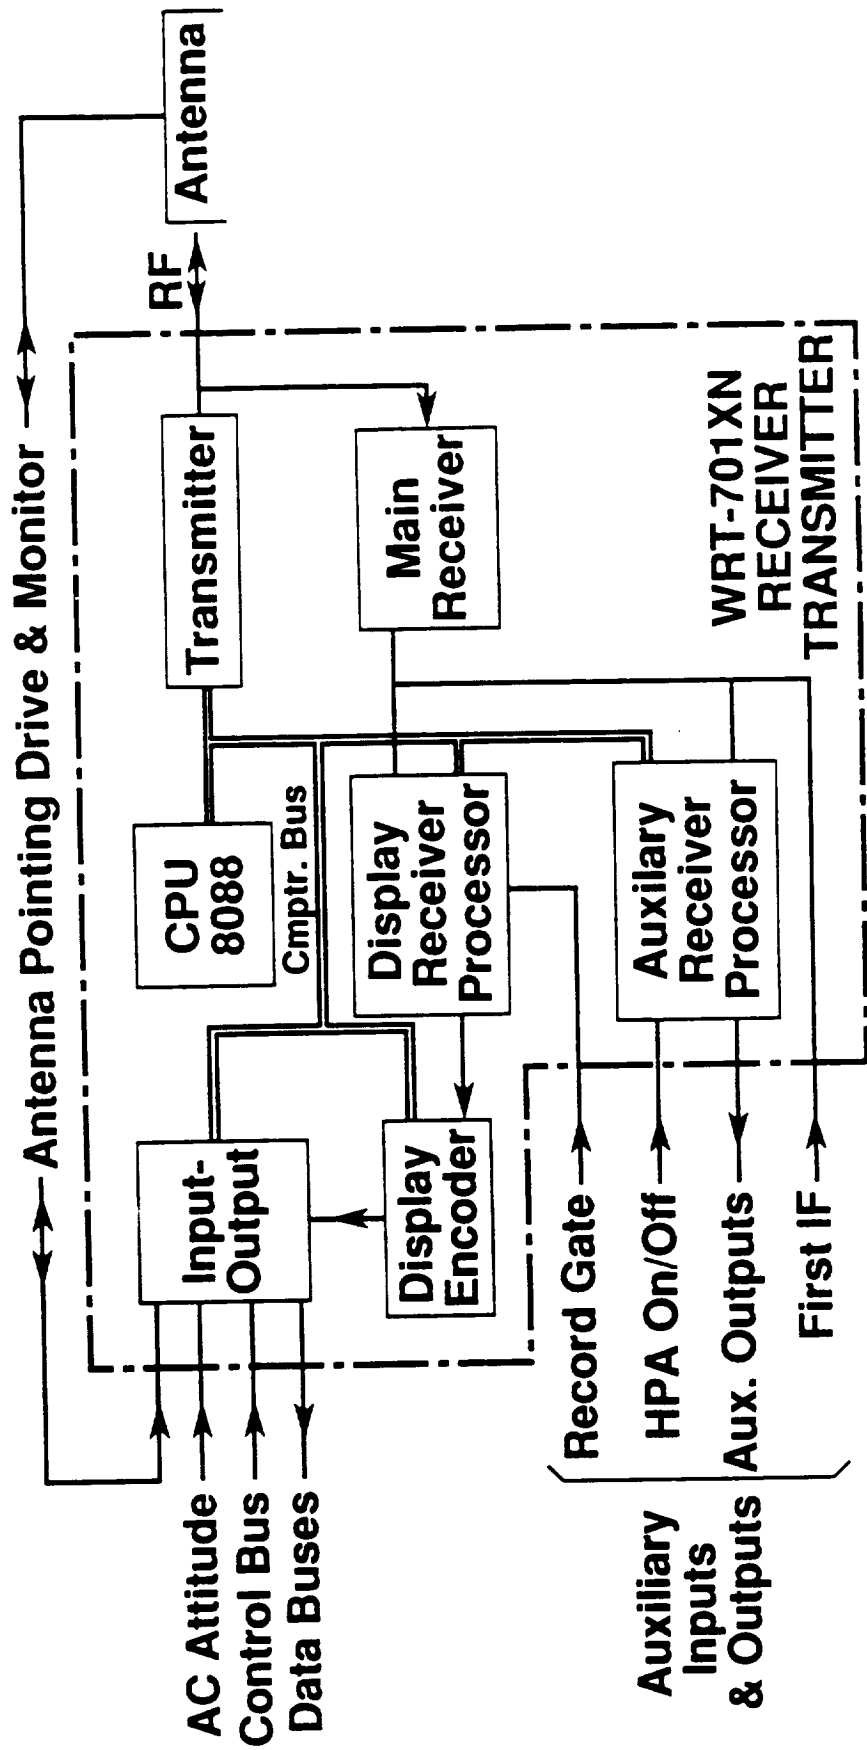 Antenna Pointing Drive & Monitor
Antenna
RF
Transmitter
CPU
8088
Cmptr. Bus
Input-
Output
AC Attitude
Control Bus
Data Buses
Main
Receiver
Display
Receiver
Processor
Display
Encoder
Auxilary
Receiver
Processor
WRT-701XN
RECEIVER
TRANSMITTER
Record Gate
HPA On/Off
Aux. Outputs
First IF
Auxiliary
Inputs
& Outputs